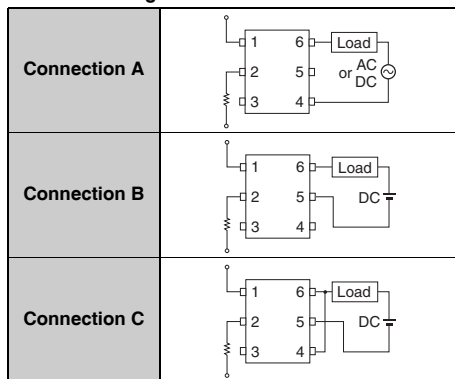 Connection A
1 6 Load
2 5 or AC
DC
3 4
Connection B
1 6 Load
2 5 DC
3 4
Connection C
1 6 Load
2 5 DC
3 4